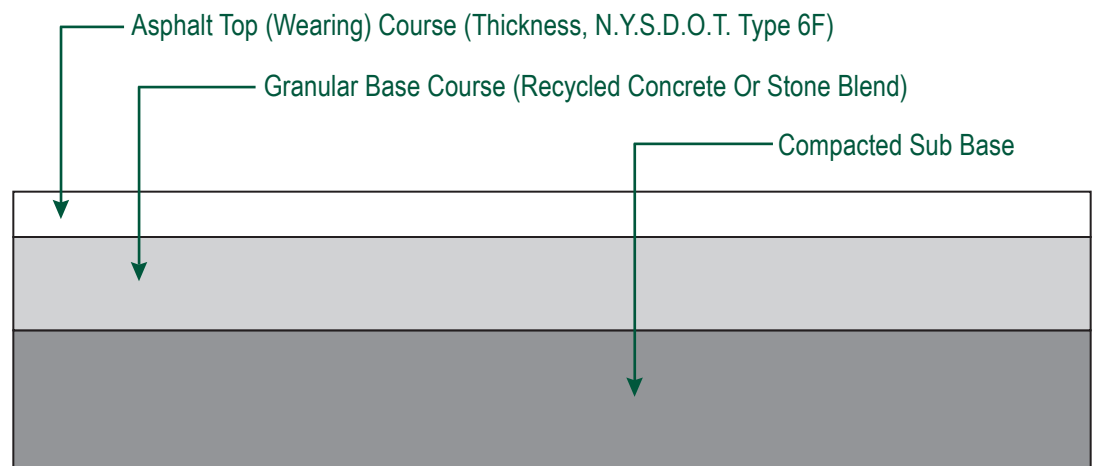 Asphalt Top (Wearing) Course (Thickness, N.Y.S.D.O.T. Type 6F)
Granular Base Course (Recycled Concrete Or Stone Blend)
Compacted Sub Base